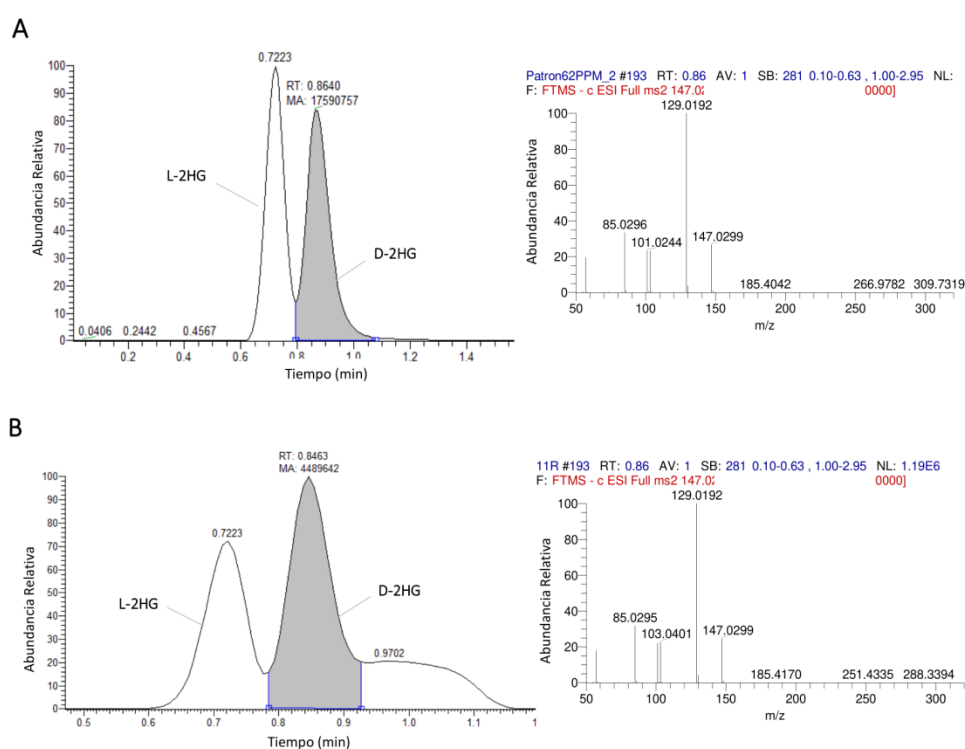 A
0.7223
RT: 0.8640
MA: 17590757
L-2HG
D-2HG
0.0406 0.2442 0.4567
100
90
80
70
60
50
40
30
20
10
0
Abundancia Relativa
0.2 0.4 0.6 0.8 1.0 1.2 1.4
Tiempo (min)
Patron62PPM_2 #193 RT: 0.86 AV: 1 SB: 281 0.10-0.63 , 1.00-2.95 NL:
F: FTMS - c ESI Full ms2 147.02 0000]
129.0192
85.0296
101.0244
147.0299
185.4042
266.9782
309.7319
100
80
60
40
20
0
Abundancia Relativa
50 100 150 200 250 300
m/z
B
RT: 0.8463
MA: 4489642
0.7223
L-2HG
D-2HG
0.9702
100
90
80
70
60
50
40
30
20
10
0
Abundancia Relativa
0.5 0.6 0.7 0.8 0.9 1.0 1.1 1
Tiempo (min)
11R #193 RT: 0.86 AV: 1 SB: 281 0.10-0.63 , 1.00-2.95 NL: 1.19E6
F: FTMS - c ESI Full ms2 147.02 0000]
129.0192
85.0295
103.0401
147.0299
185.4170
251.4335
288.3394
100
80
60
40
20
0
Abundancia Relativa
50 100 150 200 250 300
m/z